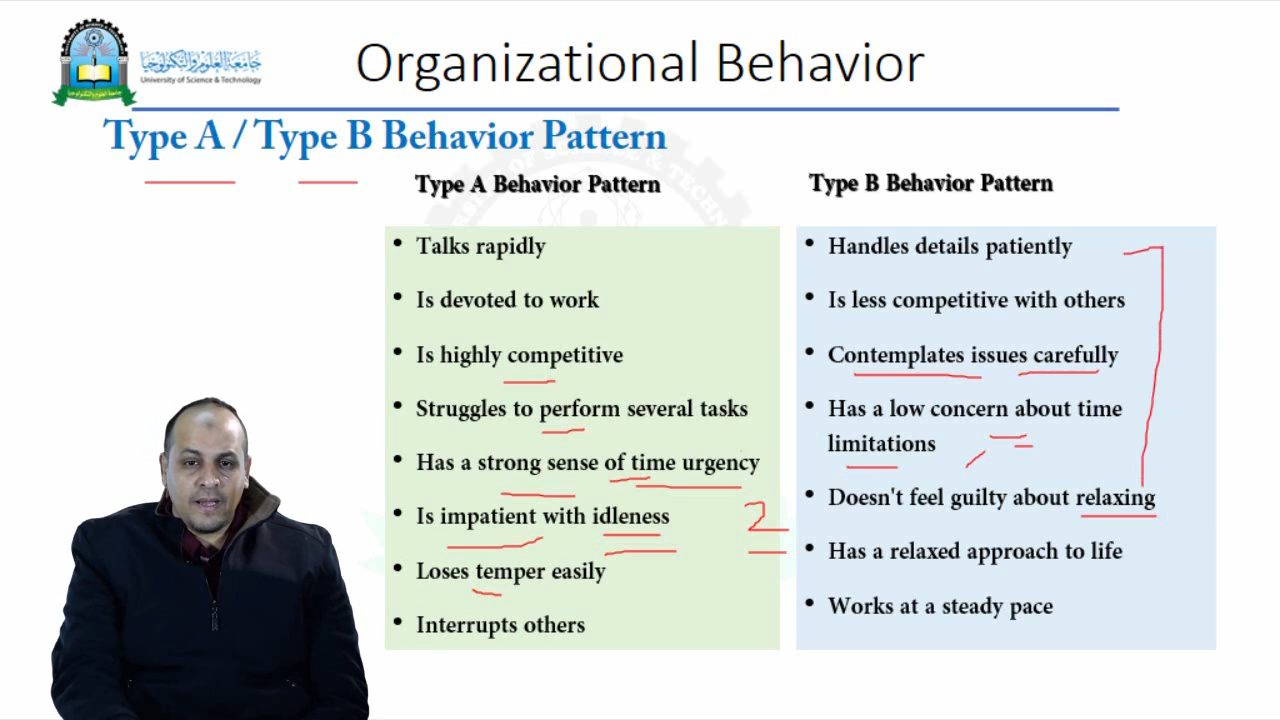 جامعة العلوم والتكنولوجيا
University of Science & Technology
Organizational Behavior
Type A / Type B Behavior Pattern
Type A Behavior Pattern
• Talks rapidly
• Is devoted to work
• Is highly competitive
• Struggles to perform several tasks
• Has a strong sense of time urgency
• Is impatient with idleness
• Loses temper easily
• Interrupts others
2
Type B Behavior Pattern
• Handles details patiently
• Is less competitive with others
• Contemplates issues carefully
• Has a low concern about time
limitations
• Doesn't feel guilty about relaxing
• Has a relaxed approach to life
• Works at a steady pace